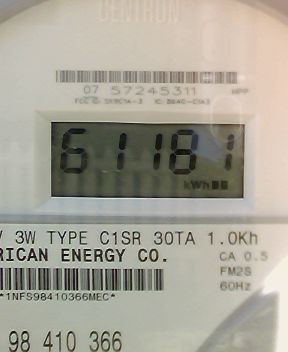 CENTRON
07 57245311
61181
kWh
V 3W TYPE C1SR 30TA 1.0Kh
RICAN ENERGY CO. CA 0.5
FM2S
*1NFS98410366MEC* 60Hz
98 410 366